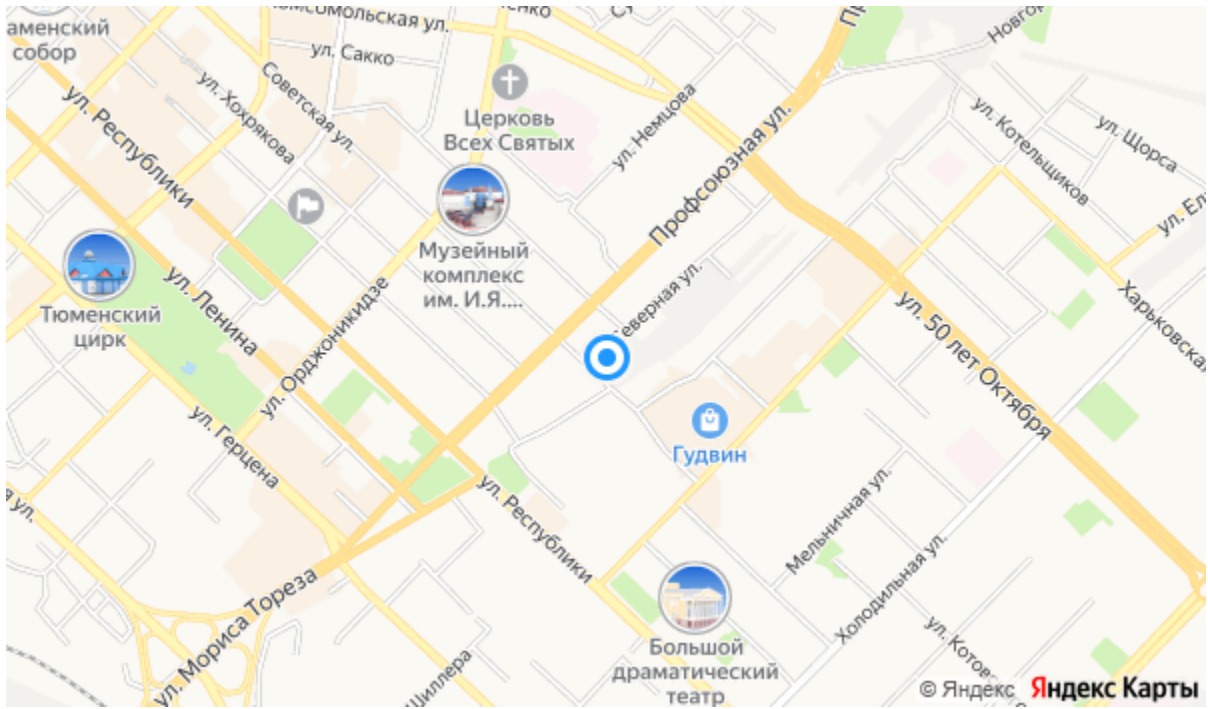 аменский
собор
омсомольская ул.
ул. Сакко
ул. Хохрякова
Советская ул.
ул. Республики
Церковь
Всех Святых
ул. Немцова
Профсоюзная ул.
Новгор
ул. Котельщиков
ул. Щорса
ул. Ел
Харьковская
Музейный
комплекс
им. И.Я....
Северная ул.
Тюменский
цирк
ул. Ленина
ул. Орджоникидзе
ул. Герцена
ул. 50 лет Октября
Гудвин
я ул.
ул. Республики
Мельничная ул.
Холодильная ул.
ул. Мориса Тореза
Шиллера
Большой
драматический
театр
ул. Котовс
© Яндекс Яндекс Карты